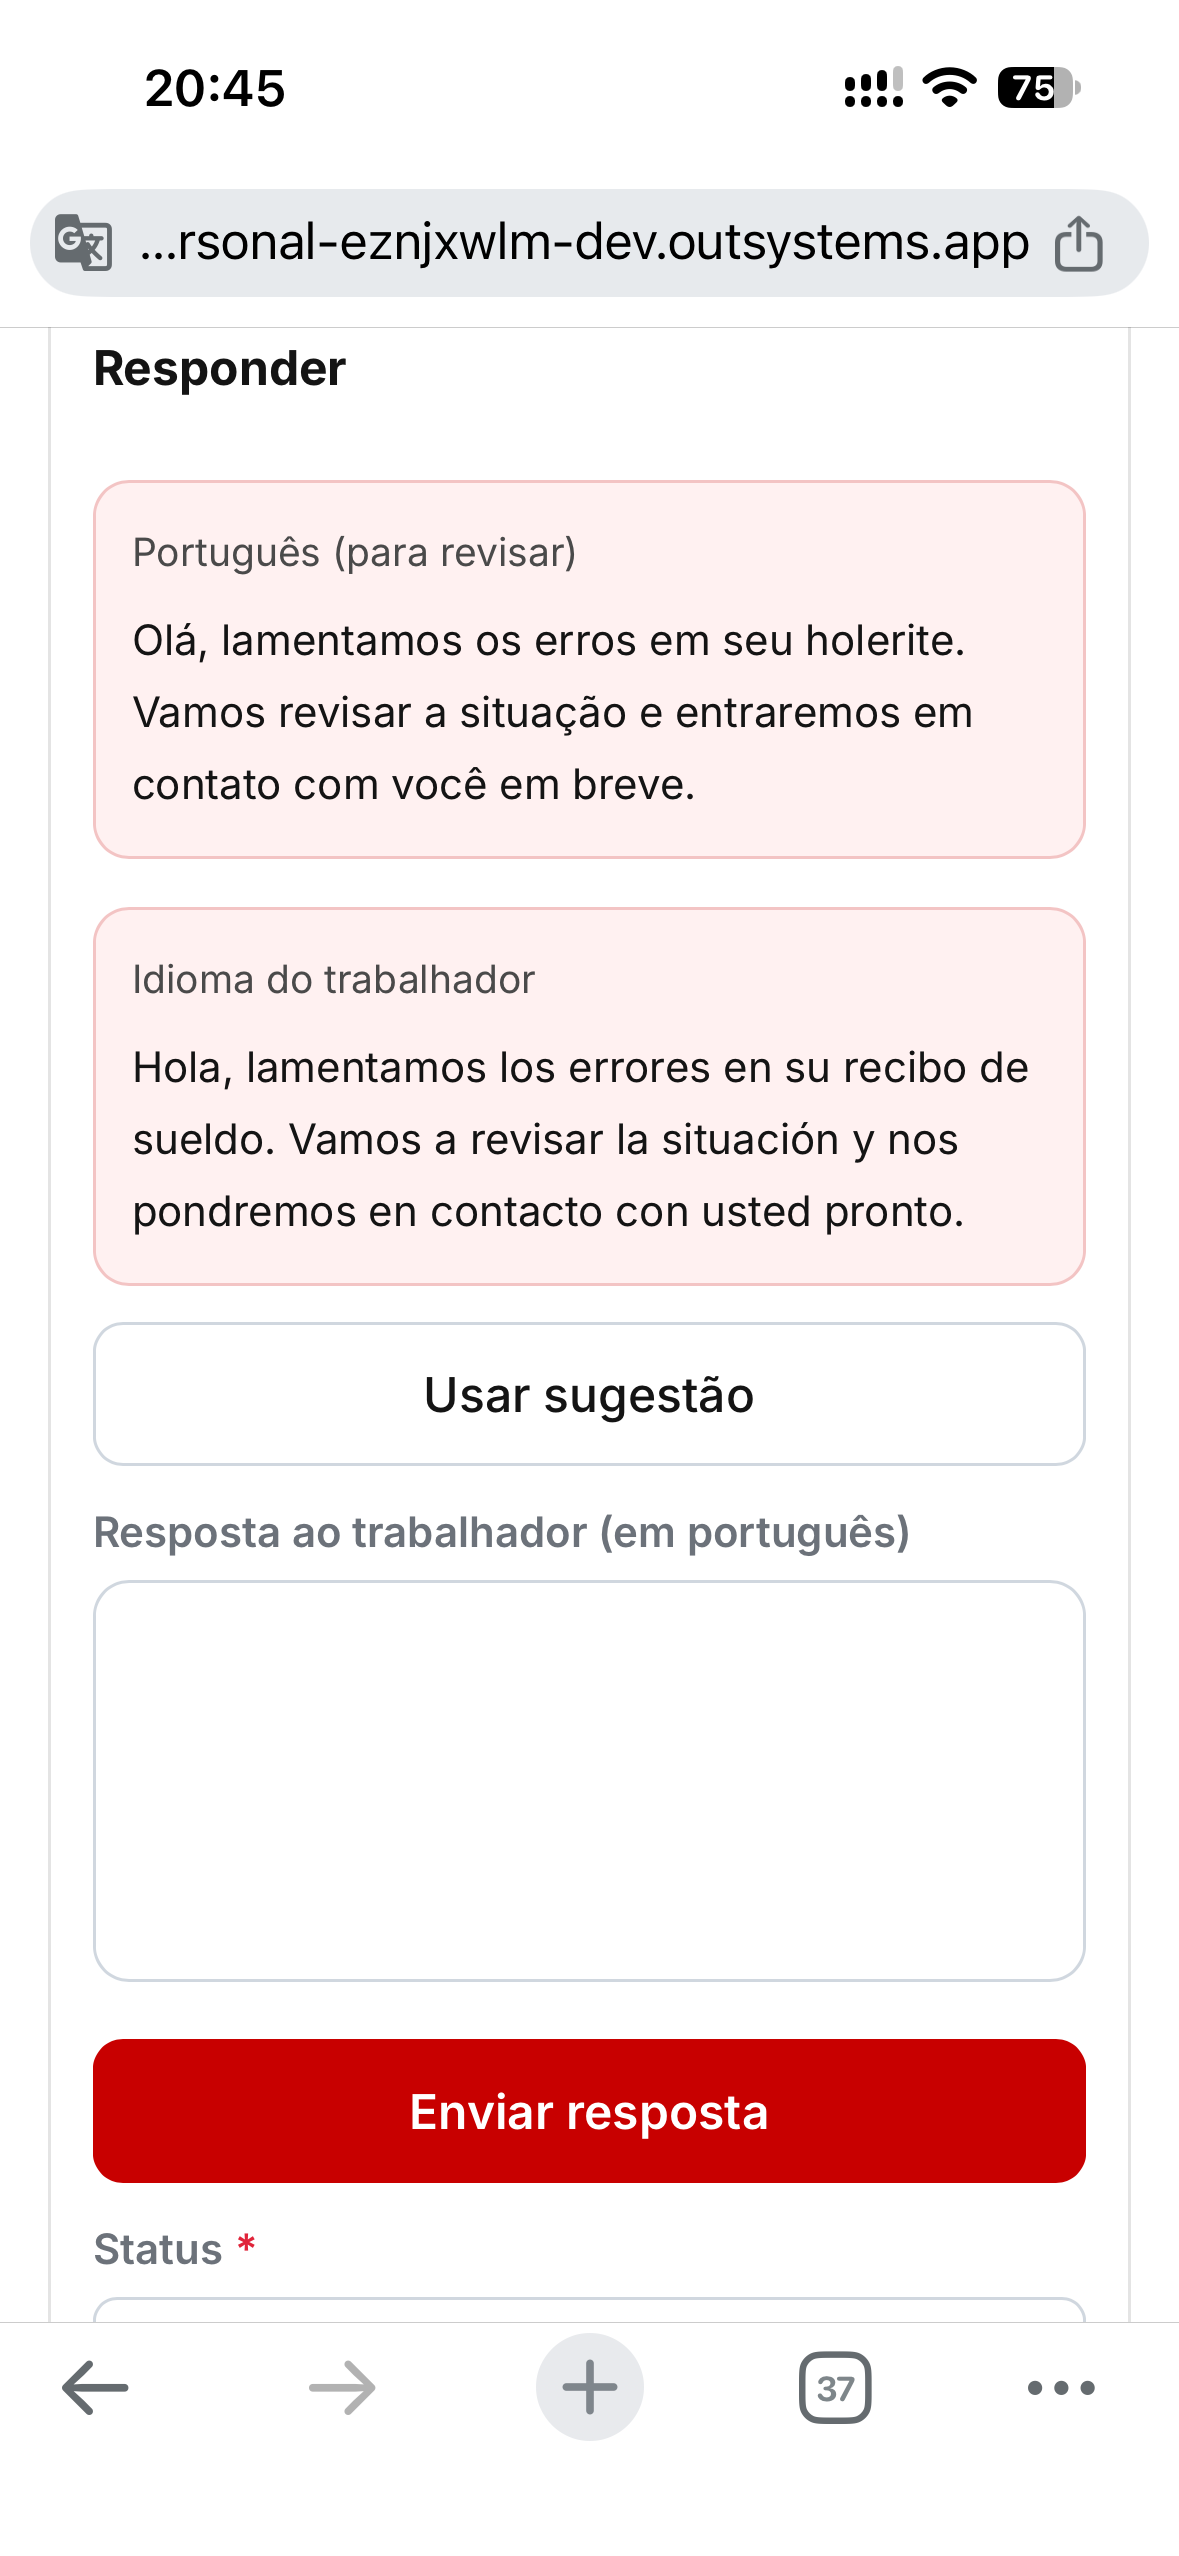 20:45
75
...rsonal-eznjxwlm-dev.outsystems.app
Responder
Português (para revisar)
Olá, lamentamos os erros em seu holerite.
Vamos revisar a situação e entraremos em
contato com você em breve.
Idioma do trabalhador
Hola, lamentamos los errores en su recibo de
sueldo. Vamos a revisar la situación y nos
pondremos en contacto con usted pronto.
Usar sugestão
Resposta ao trabalhador (em português)
Enviar resposta
Status *
37